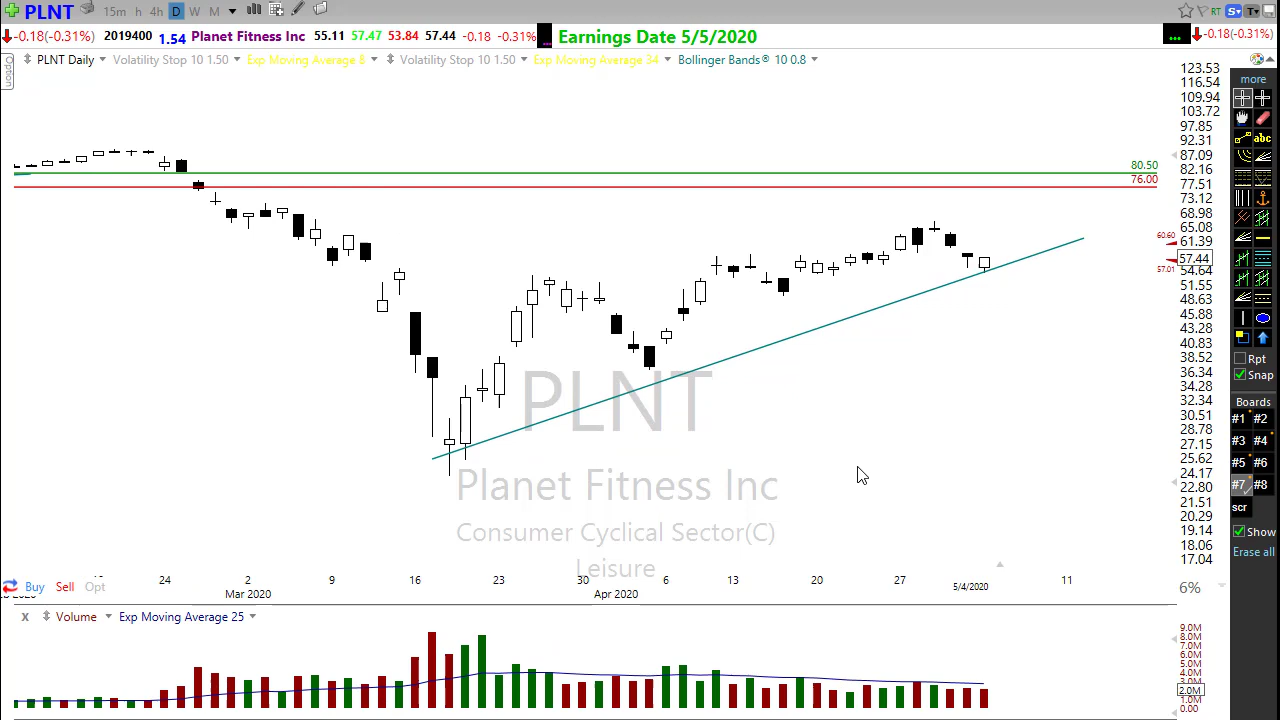 PLNT 15m h 4h D W M RT S T
-0.18(-0.31%) 2019400 1.54 Planet Fitness Inc 55.11 57.47 53.84 57.44 -0.18 -0.31% ... Earnings Date 5/5/2020 ... -0.18(-0.31%)
Option PLNT Daily Volatility Stop 10 1.50 Exp Moving Average 8 Volatility Stop 10 1.50 Exp Moving Average 34 Bollinger Bands® 10 0.8
123.53
116.54
109.94
103.72
97.85
92.31
87.09
82.16
77.51
73.12
68.98
65.08
61.39
57.44
54.64
51.55
48.63
45.88
43.28
40.83
38.52
36.34
34.28
32.34
30.51
28.78
27.15
25.62
24.17
22.80
21.51
20.29
19.14
18.06
17.04
80.50
76.00
60.60
57.01
more
abc
Rpt
Snap
Boards
#1 #2
#3 #4
#5 #6
#7 #8
scr
Show
Erase all
PLNT
Planet Fitness Inc
Consumer Cyclical Sector(C)
Leisure
24 2 9 16 23 30 6 13 20 27 5/4/2020 11
Mar 2020 Apr 2020
Buy Sell Opt 6%
x Volume Exp Moving Average 25
9.0M
8.0M
7.0M
6.0M
5.0M
4.0M
3.0M
2.0M
1.0M
0.00